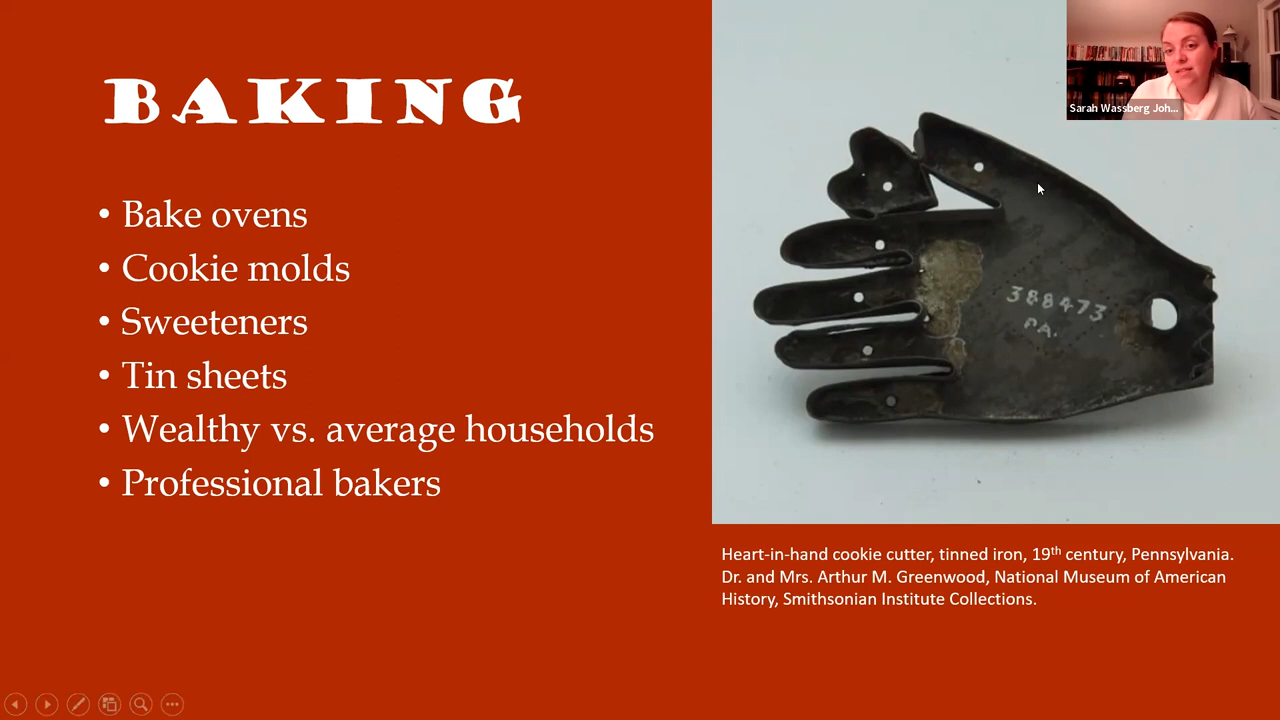 BAKING
• Bake ovens
• Cookie molds
• Sweeteners
• Tin sheets
• Wealthy vs. average households
• Professional bakers
388473
PA.
Sarah Wassberg Joh...
Heart-in-hand cookie cutter, tinned iron, 19th century, Pennsylvania.
Dr. and Mrs. Arthur M. Greenwood, National Museum of American
History, Smithsonian Institute Collections.